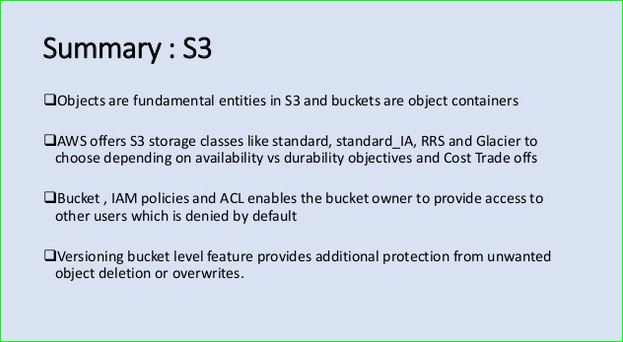 Summary : S3
❑Objects are fundamental entities in S3 and buckets are object containers
❑AWS offers S3 storage classes like standard, standard_IA, RRS and Glacier to
choose depending on availability vs durability objectives and Cost Trade offs
❑Bucket , IAM policies and ACL enables the bucket owner to provide access to
other users which is denied by default
❑Versioning bucket level feature provides additional protection from unwanted
object deletion or overwrites.